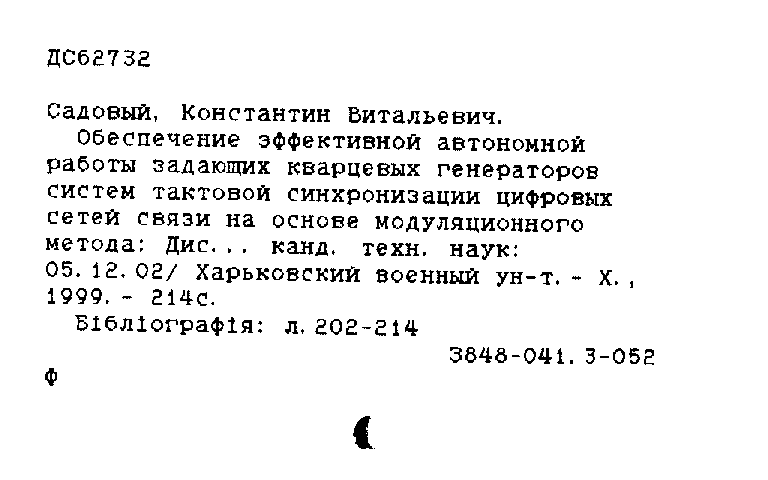 ДС62732
Садовый, Константин Витальевич.
Обеспечение эффективной автономной
работы задающих кварцевых генераторов
систем тактовой синхронизации цифровых
сетей связи на основе модуляционного
метода: Дис... канд. техн. наук:
05.12.02/ Харьковский военный ун-т. - Х.,
1999. - 214с.
Бібліографія: л.202-214
З848-041.3-052
Ф